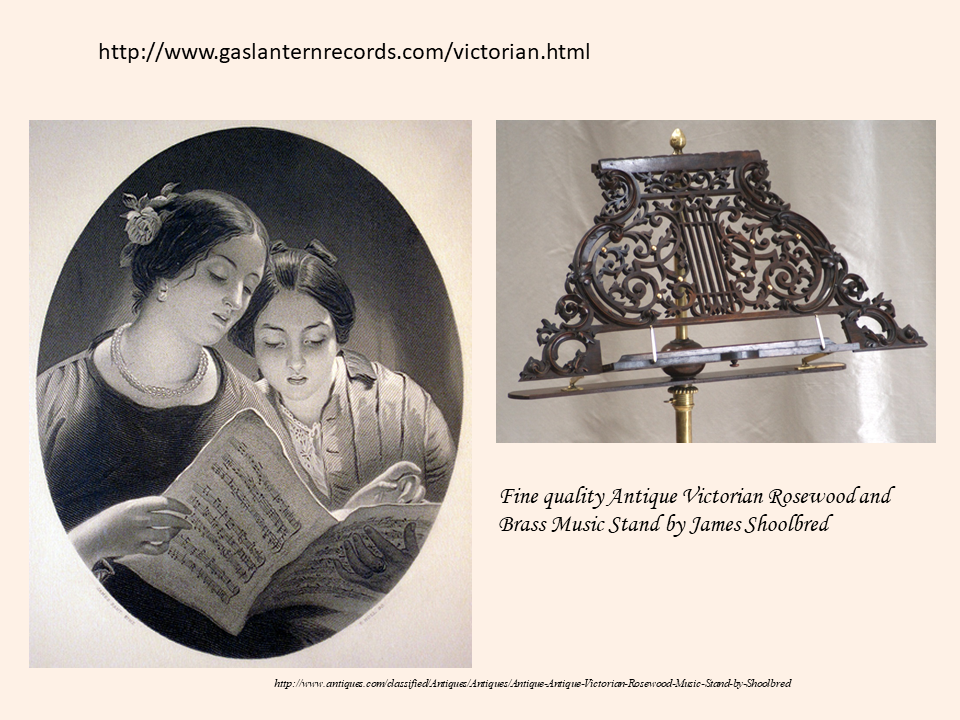 http://www.gaslanternrecords.com/victorian.html
Fine quality Antique Victorian Rosewood and
Brass Music Stand by James Shoolbred
http://www.antiques.com/classified/Antiques/Antiques/Antique-Antique-Victorian-Rosewood-Music-Stand-by-Shoolbred